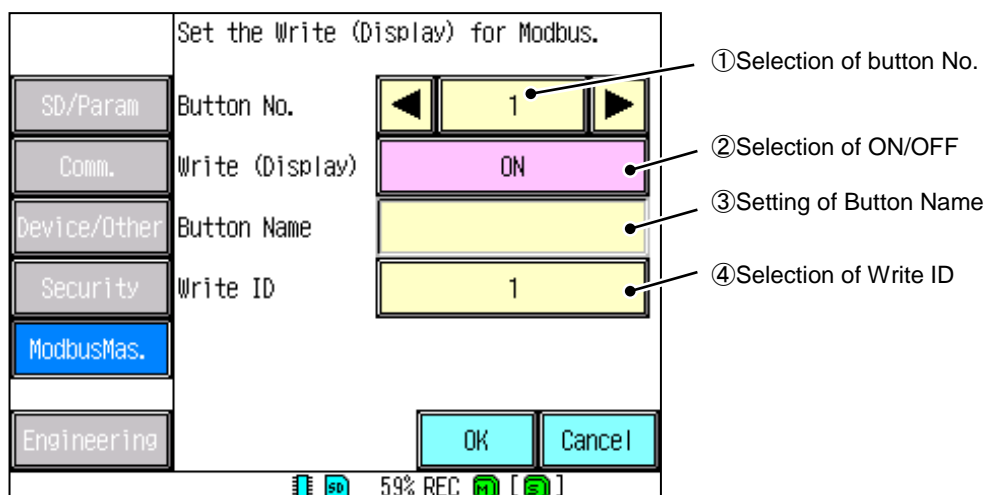 Set the Write (Display) for Modbus.
①Selection of button No.
SD/Param
Button No.
1
Comm.
Write (Display)
ON
②Selection of ON/OFF
Device/Other
Button Name
③Setting of Button Name
Security
Write ID
1
④Selection of Write ID
ModbusMas.
Engineering
OK
Cancel
SD
59% REC M [S]